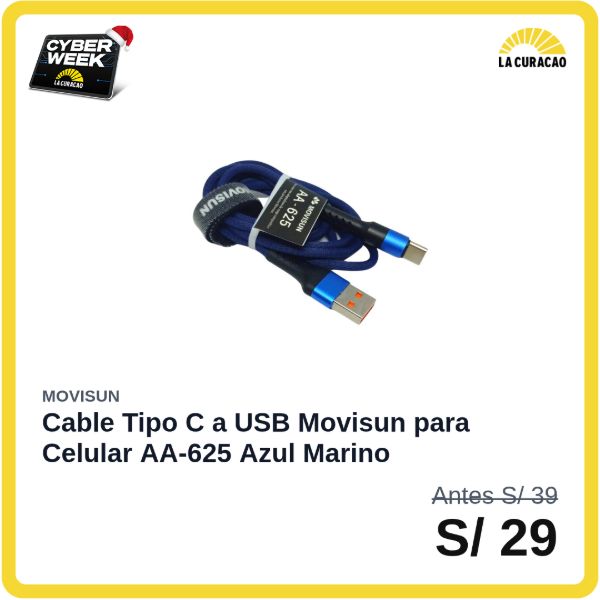 CYBER
WEEK
LA CURACAO
LA CURACAO
MOVISUN
MOVISUN
AA. 625
MOVISUN
Cable Tipo C a USB Movisun para
Celular AA-625 Azul Marino
Antes S/ 39
S/ 29